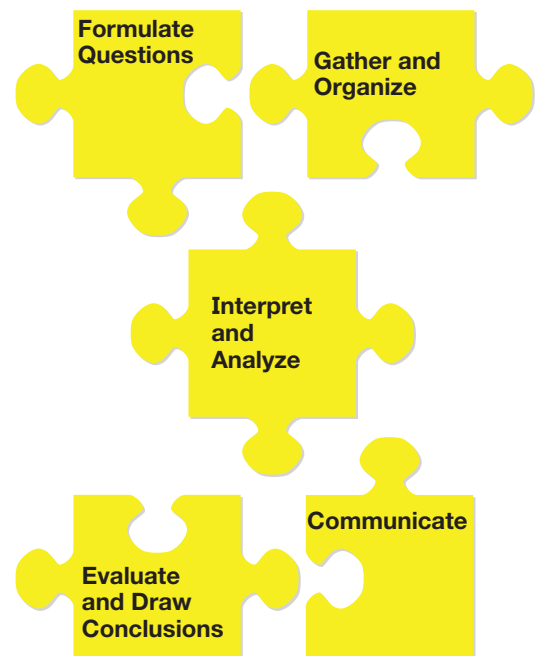 Formulate
Questions
Gather and
Organize
Interpret
and
Analyze
Evaluate
and Draw
Conclusions
Communicate